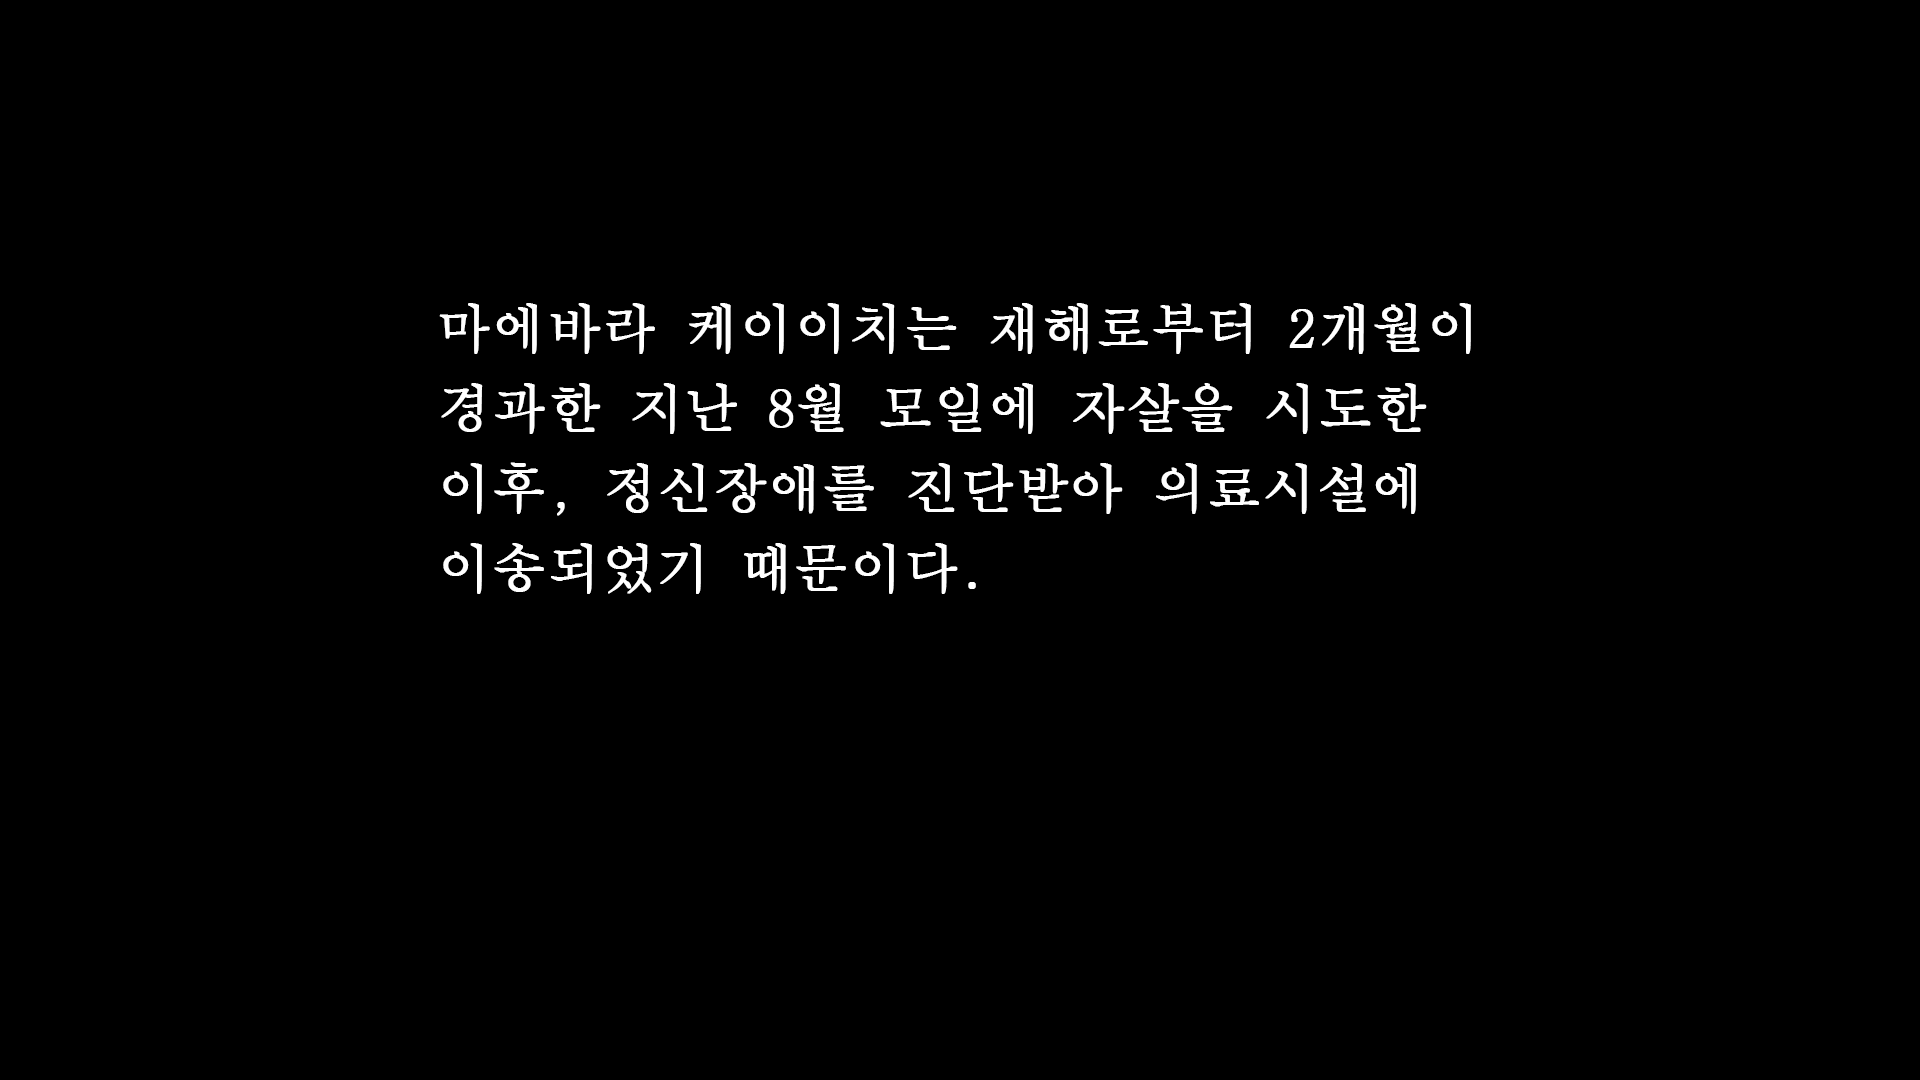 마에바라 케이이치는 재해로부터 2개월이
경과한 지난 8월 모일에 자살을 시도한
이후, 정신장애를 진단받아 의료시설에
이송되었기 때문이다.